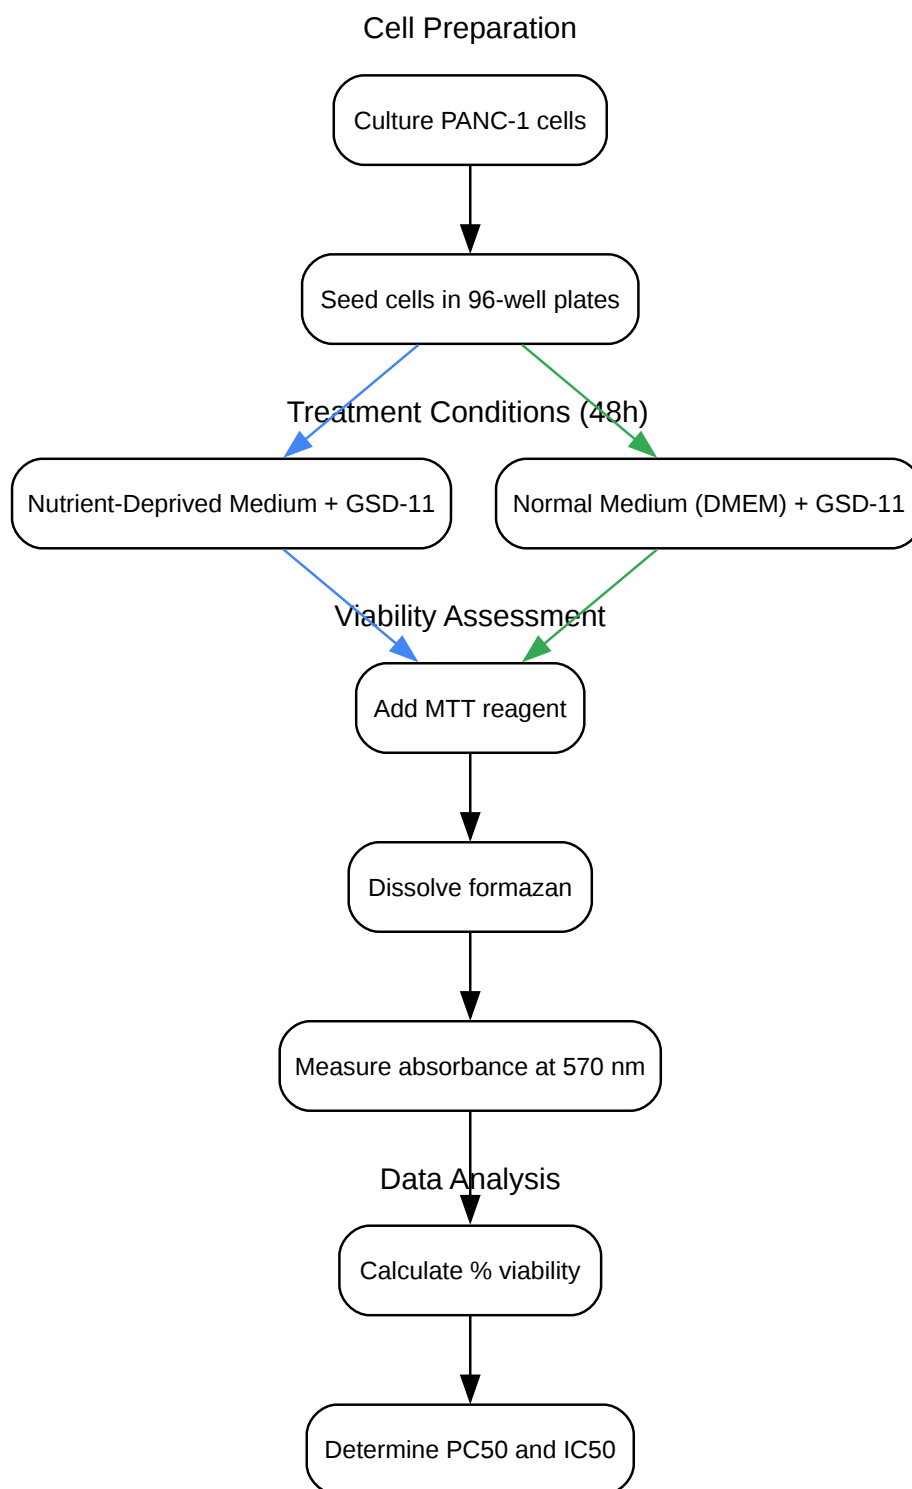 Cell Preparation
Culture PANC-1 cells
Seed cells in 96-well plates
Treatment Conditions (48h)
Nutrient-Deprived Medium + GSD-11
Normal Medium (DMEM) + GSD-11
Viability Assessment
Add MTT reagent
Dissolve formazan
Measure absorbance at 570 nm
Data Analysis
Calculate % viability
Determine PC50 and IC50